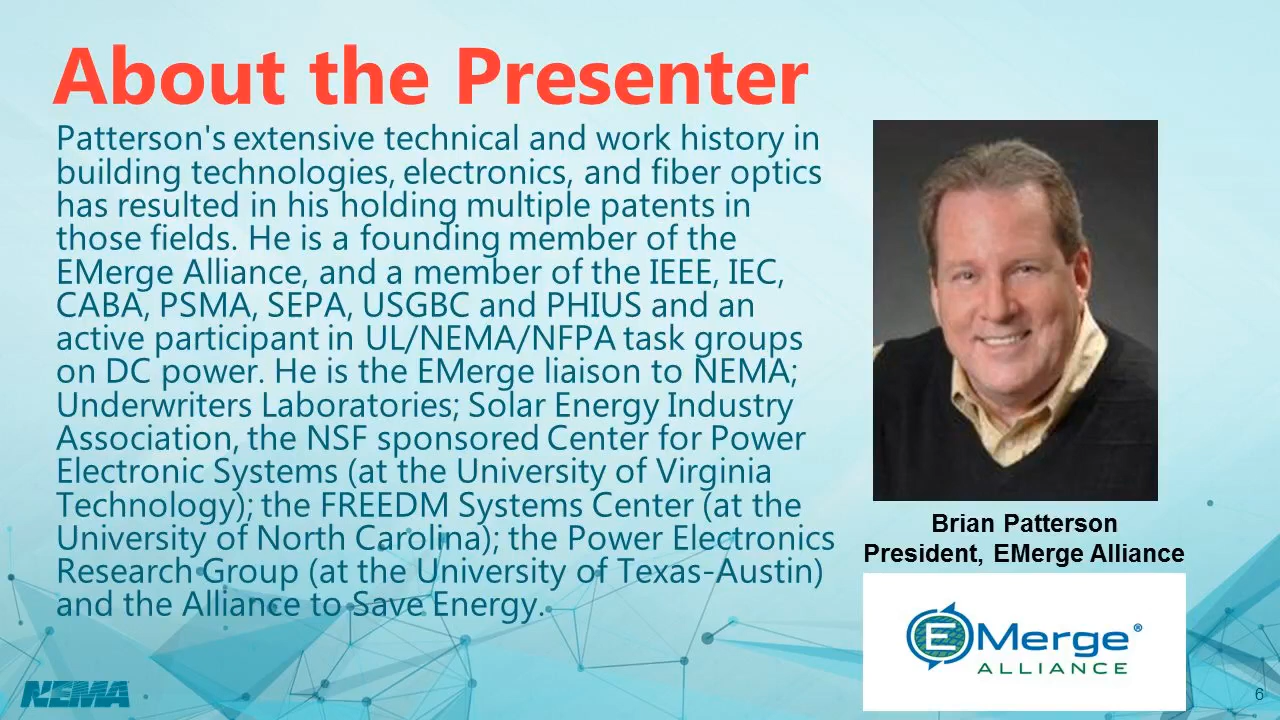 About the Presenter
Patterson's extensive technical and work history in
building technologies, electronics, and fiber optics
has resulted in his holding multiple patents in
those fields. He is a founding member of the
EMerge Alliance, and a member of the IEEE, IEC,
CABA, PSMA, SEPA, USGBC and PHIUS and an
active participant in UL/NEMA/NFPA task groups
on DC power. He is the EMerge liaison to NEMA;
Underwriters Laboratories; Solar Energy Industry
Association, the NSF sponsored Center for Power
Electronic Systems (at the University of Virginia
Technology); the FREEDM Systems Center (at the
University of North Carolina); the Power Electronics
Research Group (at the University of Texas-Austin)
and the Alliance to Save Energy.
Brian Patterson
President, EMerge Alliance
EMerge®
ALLIANCE
NEMA
6